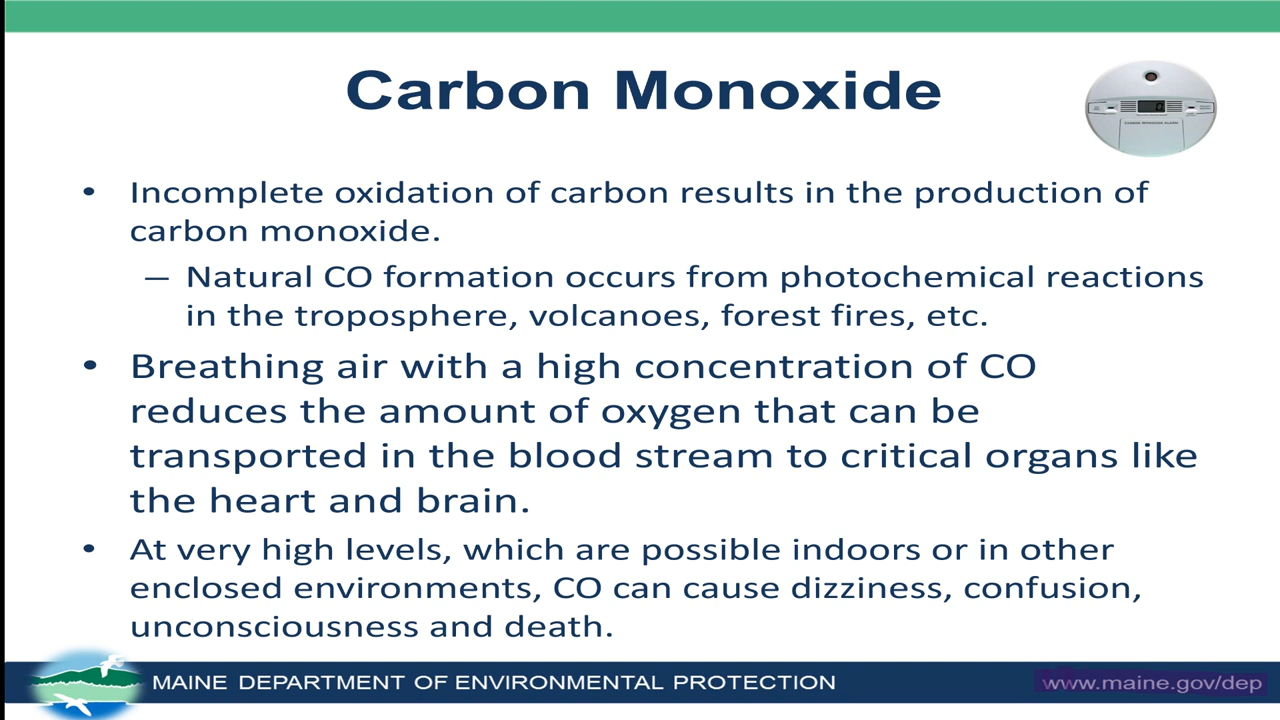 Carbon Monoxide
CARBON MONOXIDE ALARM
• Incomplete oxidation of carbon results in the production of
carbon monoxide.
— Natural CO formation occurs from photochemical reactions
in the troposphere, volcanoes, forest fires, etc.
• Breathing air with a high concentration of CO
reduces the amount of oxygen that can be
transported in the blood stream to critical organs like
the heart and brain.
• At very high levels, which are possible indoors or in other
enclosed environments, CO can cause dizziness, confusion,
unconsciousness and death.
MAINE DEPARTMENT OF ENVIRONMENTAL PROTECTION
www.maine.gov/dep